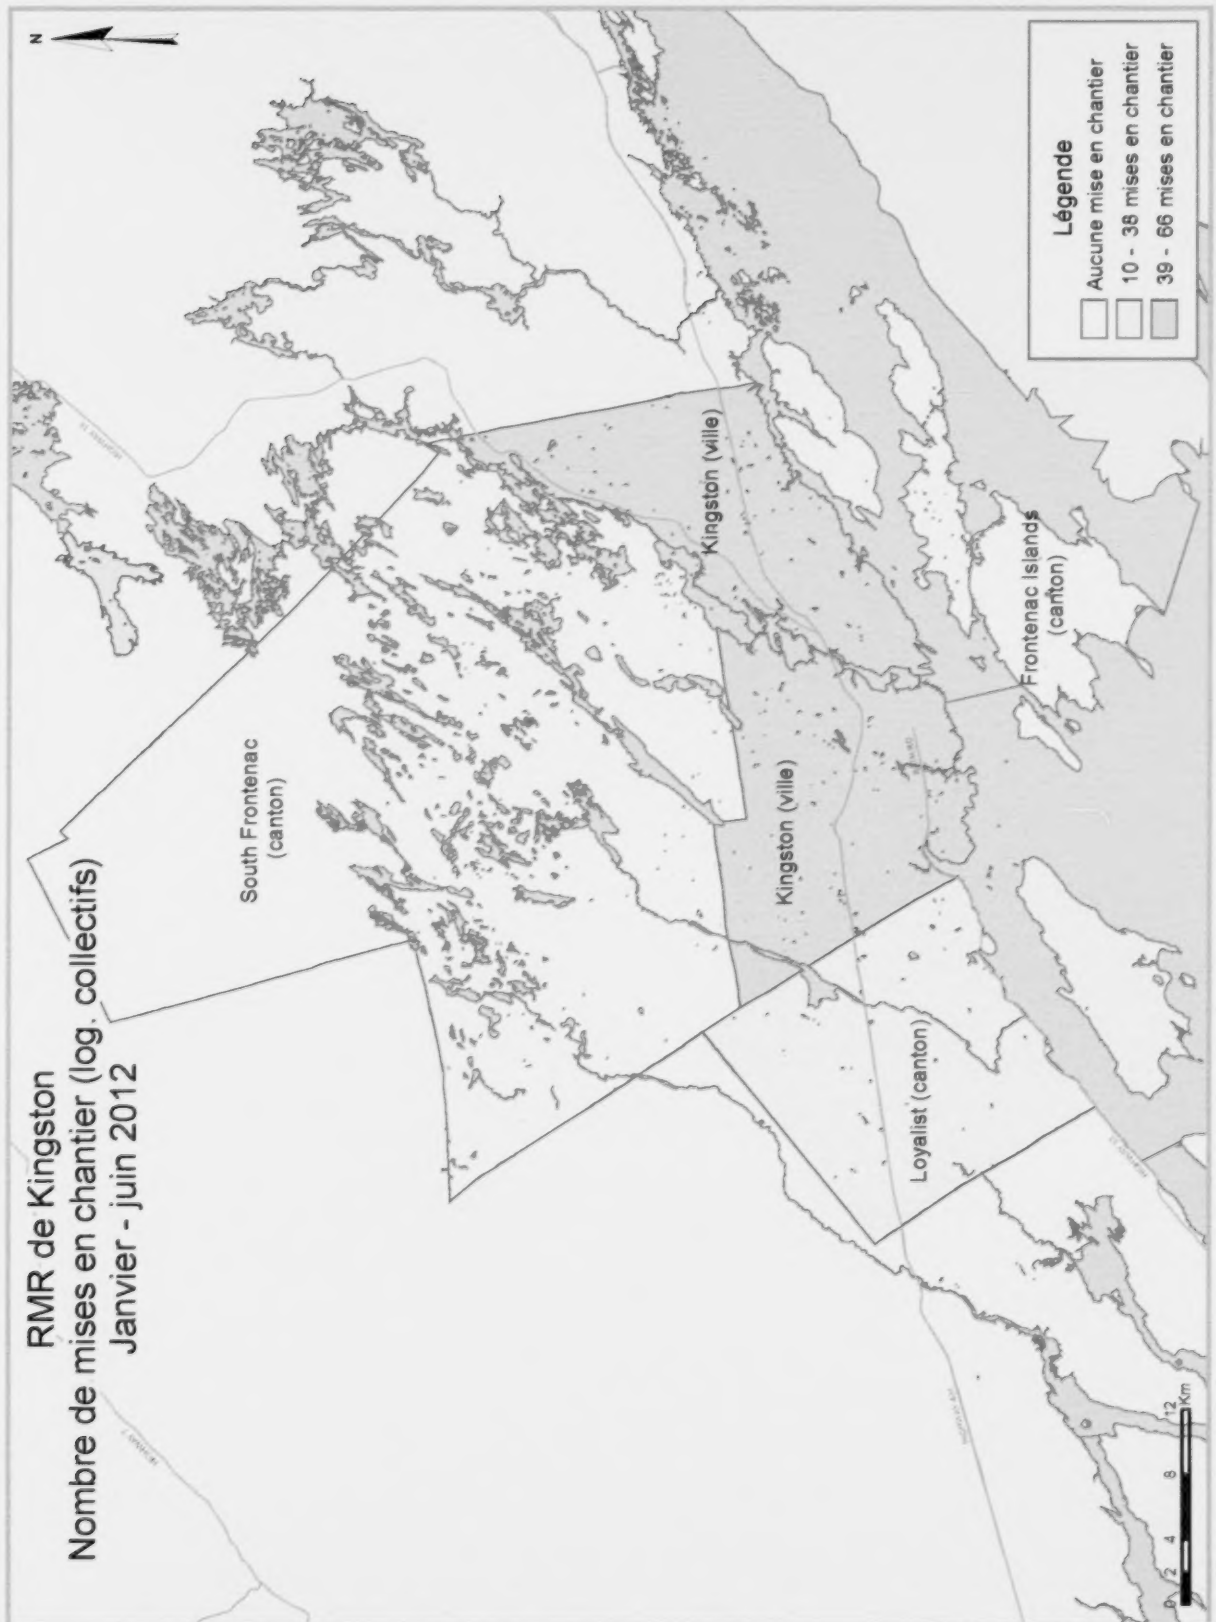 RMR de Kingston
Nombre de mises en chantier (log. collectifs)
Janvier - juin 2012
N
South Frontenac
(canton)
Kingston (ville)
Kingston (ville)
Loyalist (canton)
Frontenac Islands
(canton)
Légende
Aucune mise en chantier
10 - 38 mises en chantier
39 - 66 mises en chantier
0 2 4 8 12
Km